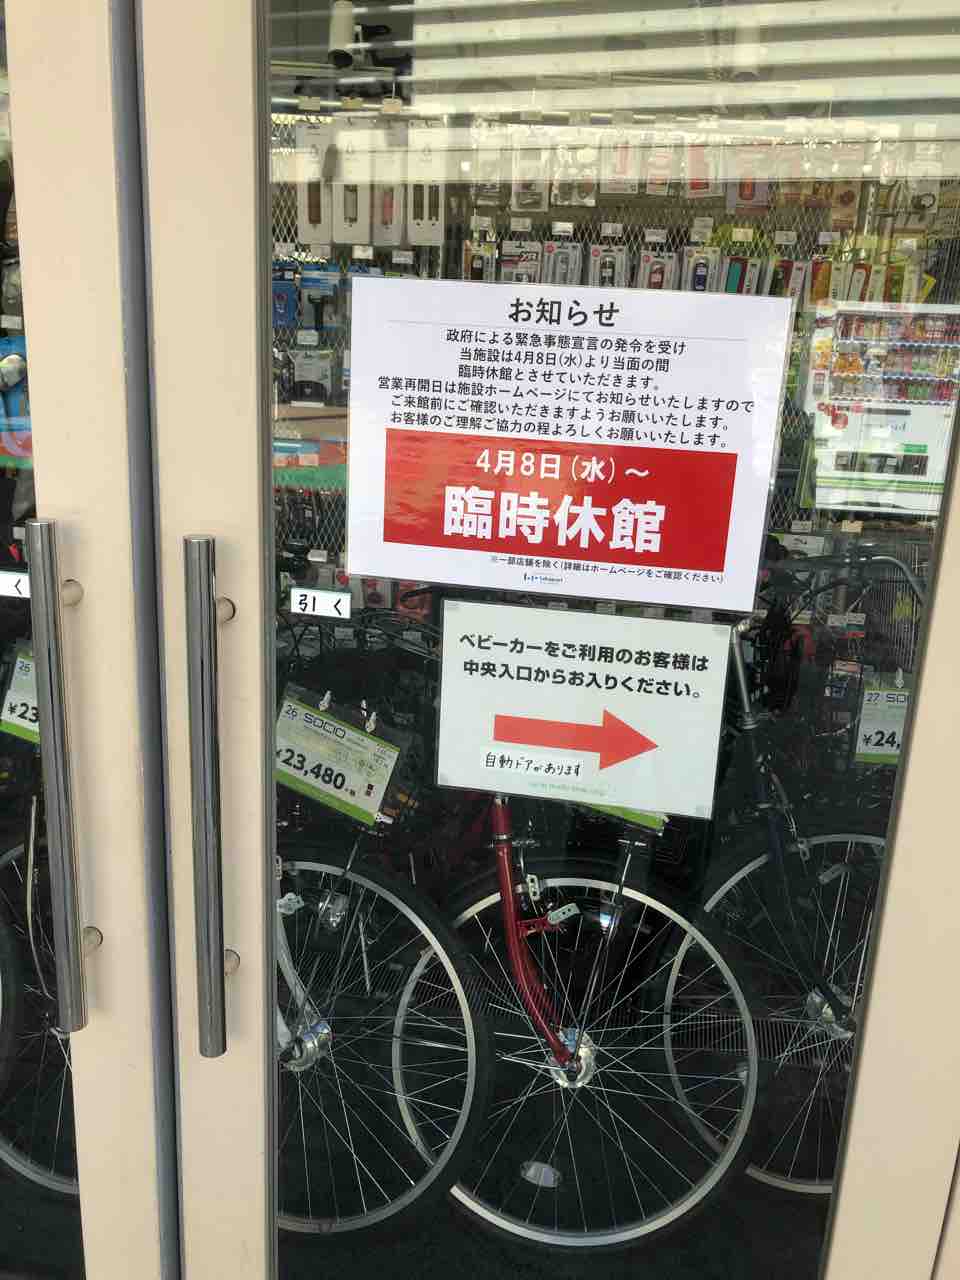 お知らせ
政府による緊急事態宣言の発令を受け
当施設は4月8日(水)より当面の間
臨時休館とさせていただきます。
営業再開日は施設ホームページにてお知らせいたしますので
ご来館前にご確認いただきますようお願いいたします。
お客様のご理解ご協力の程よろしくお願いいたします。
4月8日(水)～
臨時休館
※一部店舗を除く(詳細はホームページをご確認ください)
く
引く
ベビーカーをご利用のお客様は
中央入口からお入りください。
自動ドアがあります
26
¥23
26 SOCIO
¥23,480
27 SO
¥24,